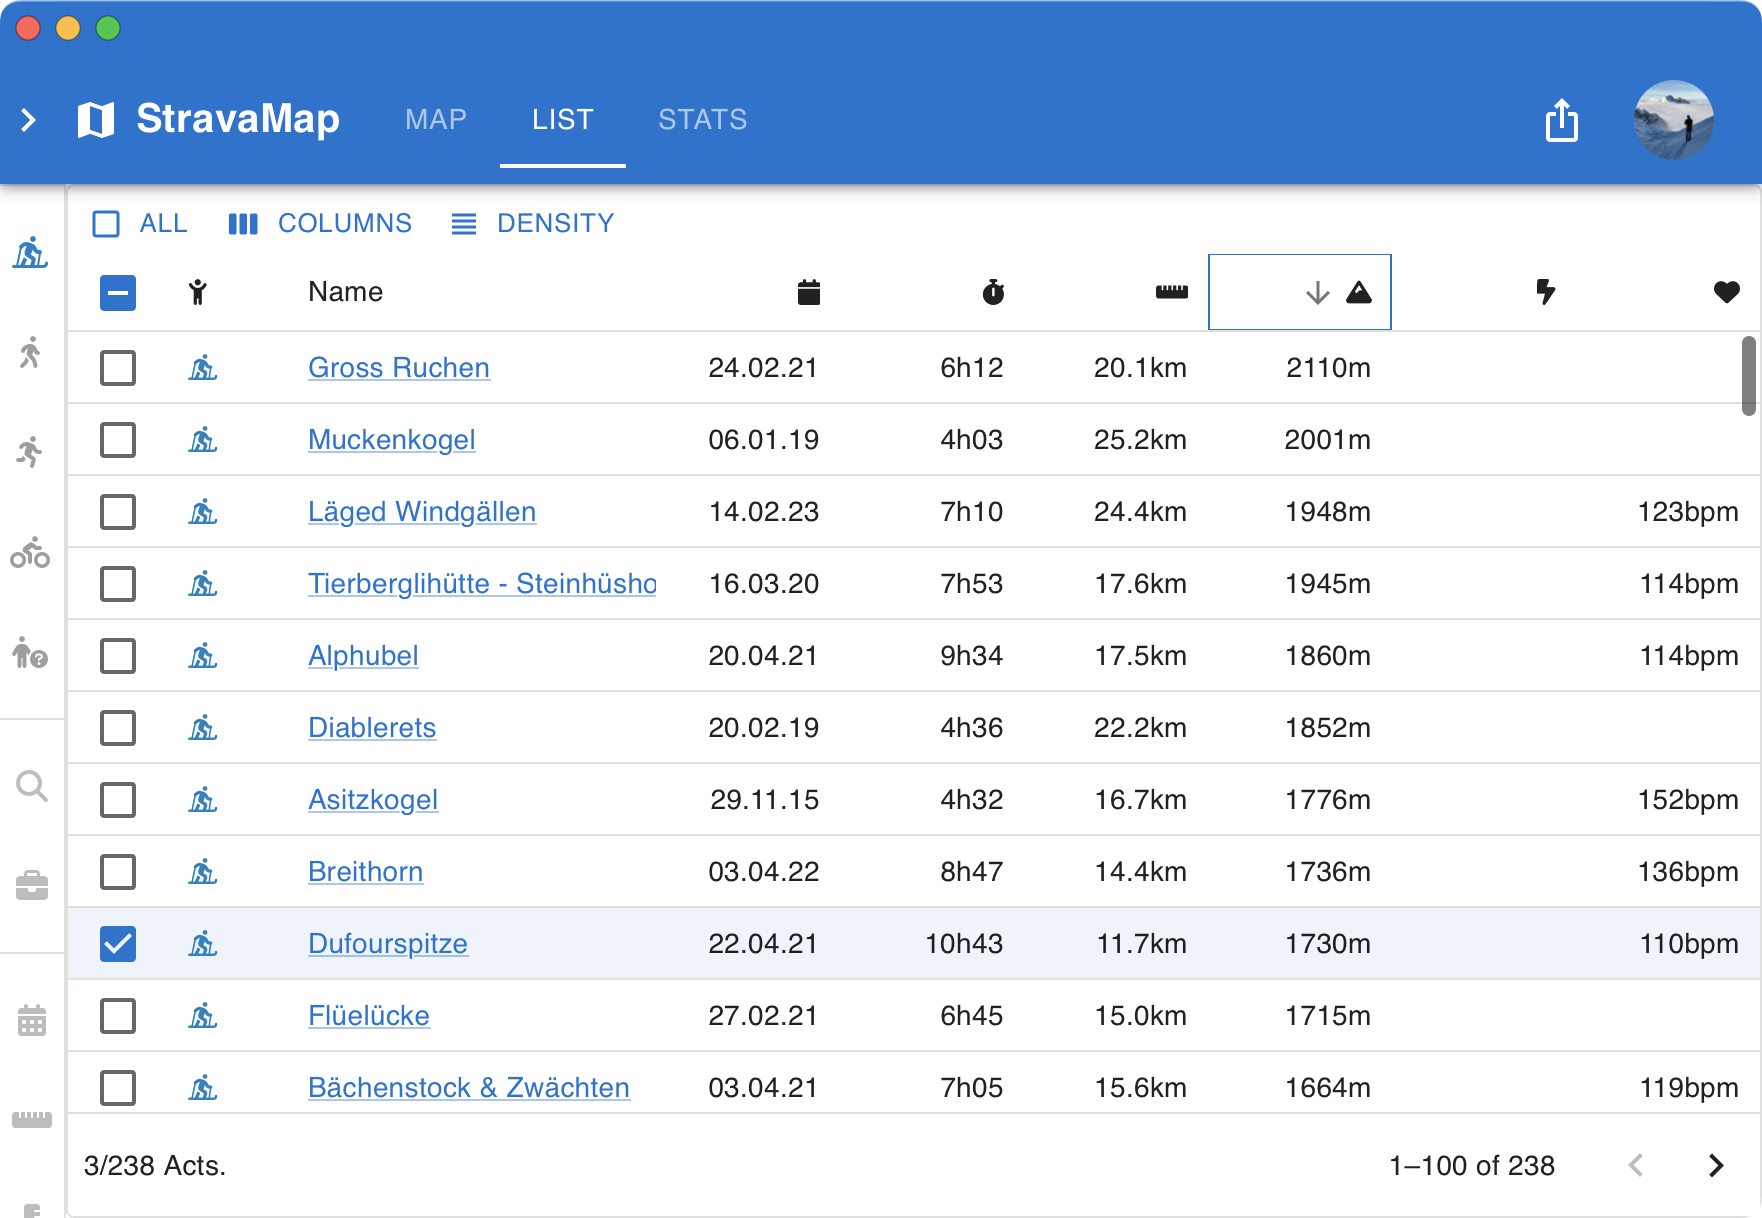 StravaMap MAP LIST STATS
ALL COLUMNS DENSITY
Name
Gross Ruchen 24.02.21 6h12 20.1km 2110m
Muckenkogel 06.01.19 4h03 25.2km 2001m
Läged Windgällen 14.02.23 7h10 24.4km 1948m 123bpm
Tierberglihütte - Steinhüsho 16.03.20 7h53 17.6km 1945m 114bpm
Alphubel 20.04.21 9h34 17.5km 1860m 114bpm
Diablerets 20.02.19 4h36 22.2km 1852m
Asitzkogel 29.11.15 4h32 16.7km 1776m 152bpm
Breithorn 03.04.22 8h47 14.4km 1736m 136bpm
Dufourspitze 22.04.21 10h43 11.7km 1730m 110bpm
Flüelücke 27.02.21 6h45 15.0km 1715m
Bächenstock & Zwächten 03.04.21 7h05 15.6km 1664m 119bpm
3/238 Acts. 1–100 of 238